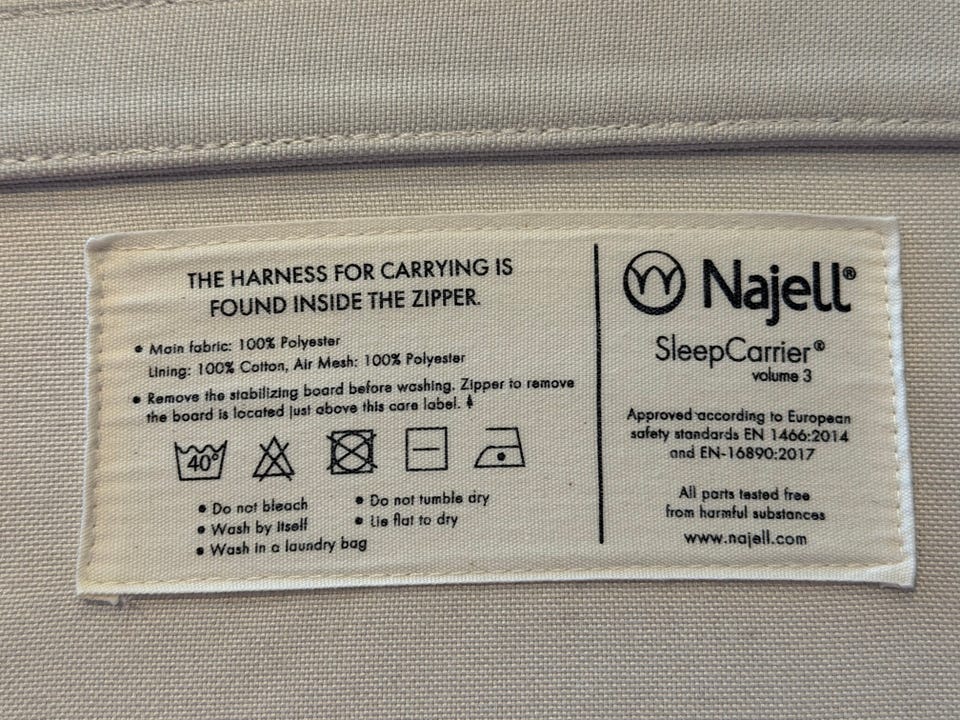 THE HARNESS FOR CARRYING IS
FOUND INSIDE THE ZIPPER.
• Main fabric: 100% Polyester
Lining: 100% Cotton, Air Mesh: 100% Polyester
• Remove the stabilizing board before washing. Zipper to remove
the board is located just above this care label.
40°
• Do not bleach
• Wash by itself
• Wash in a laundry bag
• Do not tumble dry
• Lie flat to dry
Najell®
SleepCarrier®
volume 3
Approved according to European
safety standards EN 1466:2014
and EN-16890:2017
All parts tested free
from harmful substances
www.najell.com